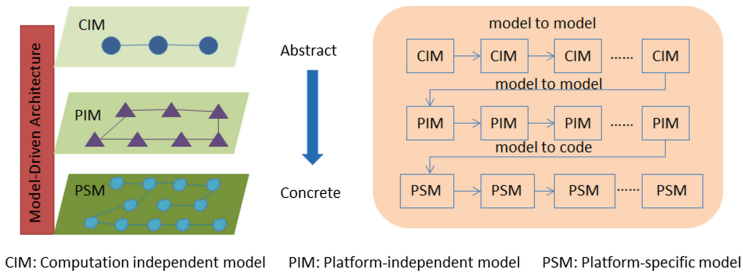 Model-Driven Architecture
CIM
PIM
PSM
Abstract
Concrete
model to model
CIM CIM CIM ...... CIM
model to model
PIM PIM PIM ...... PIM
model to code
PSM PSM PSM ...... PSM
CIM: Computation independent model PIM: Platform-independent model PSM: Platform-specific model